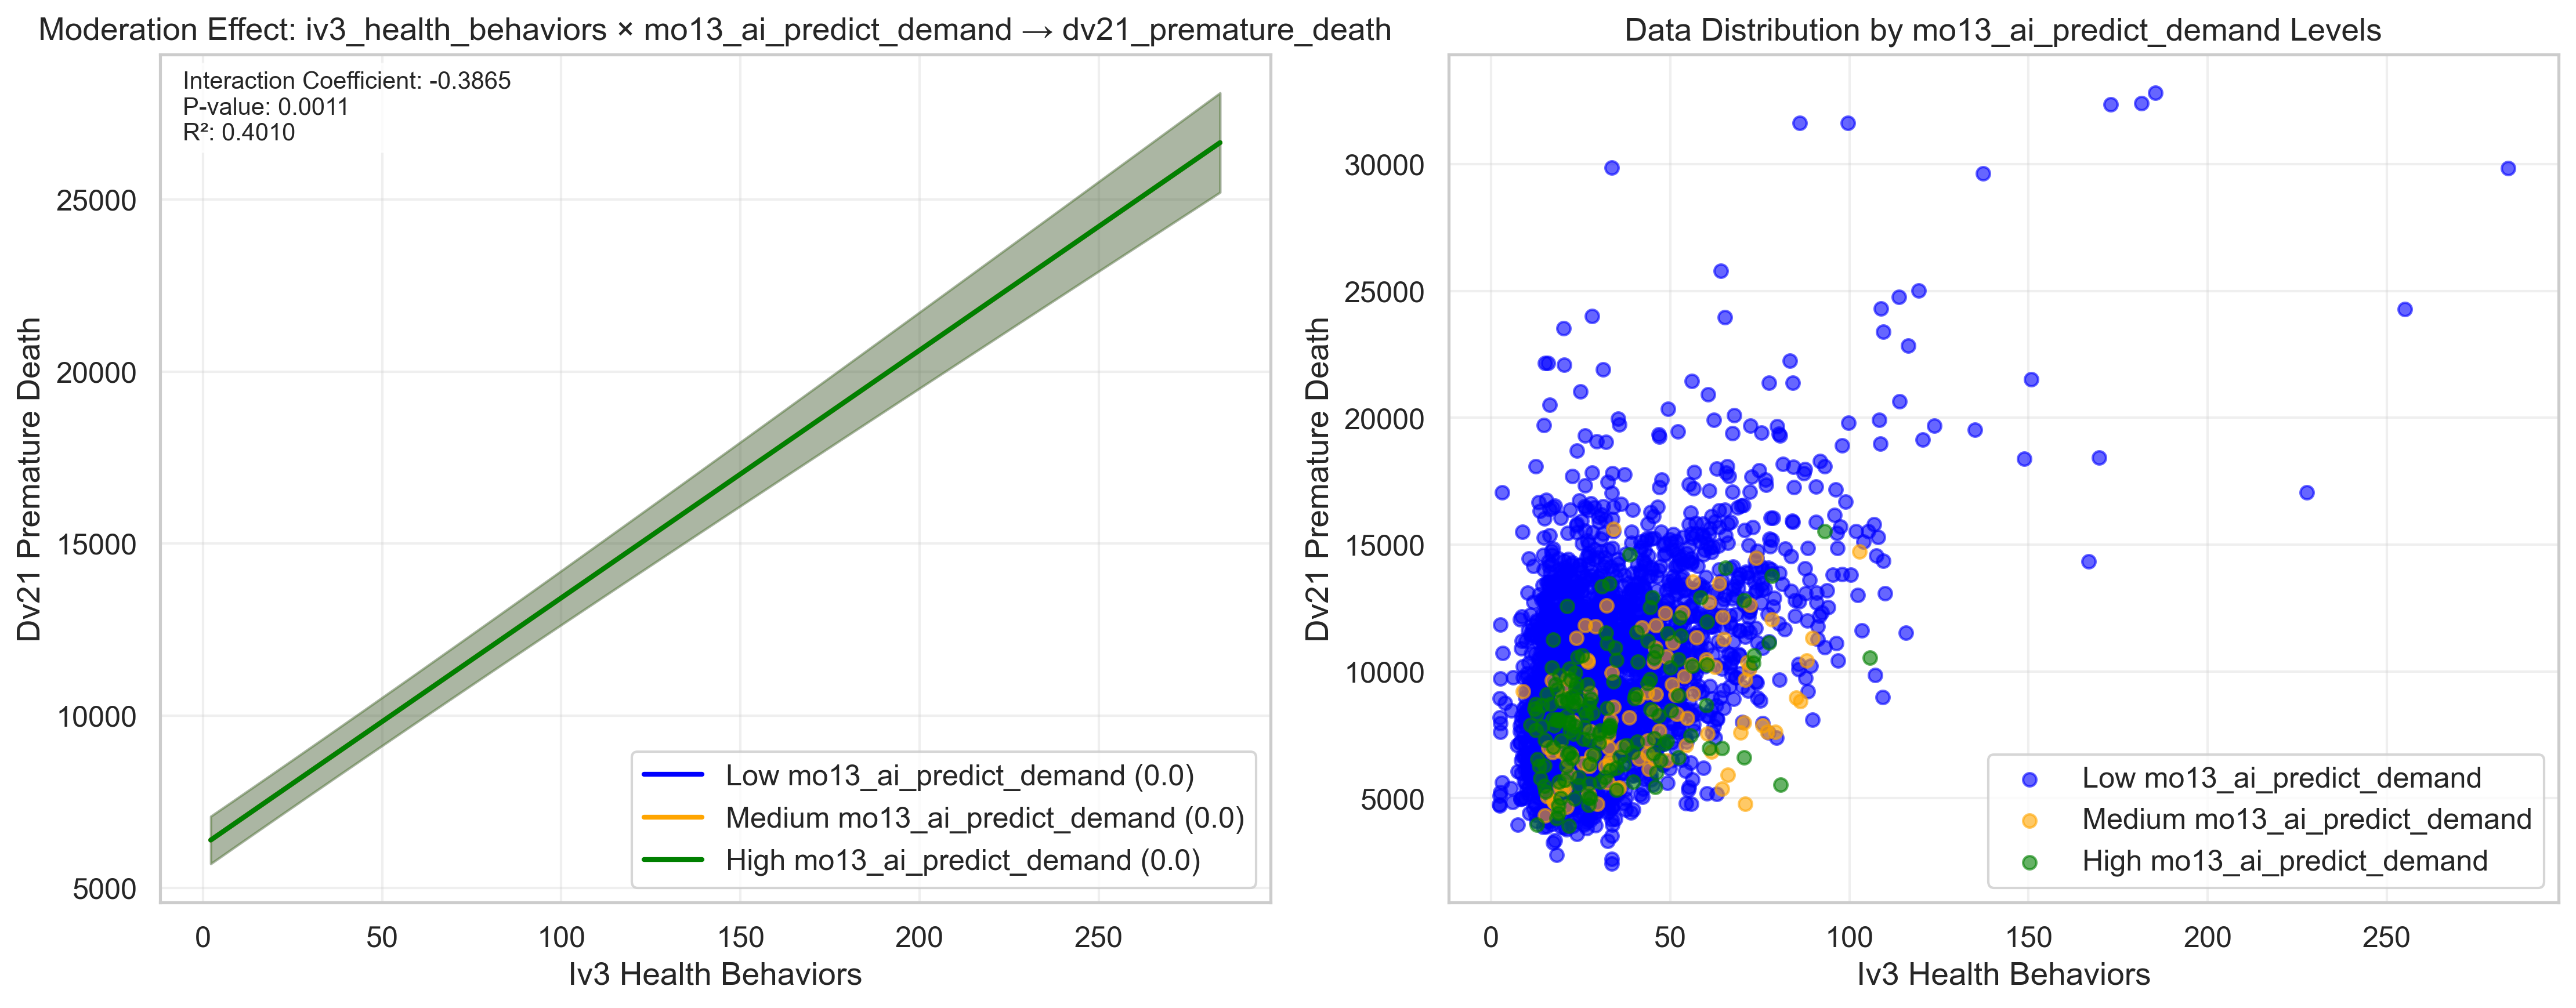 Moderation Effect: iv3_health_behaviors × mo13_ai_predict_demand → dv21_premature_death
Interaction Coefficient: -0.3865
P-value: 0.0011
R²: 0.4010
Dv21 Premature Death
25000
20000
15000
10000
5000
Low mo13_ai_predict_demand (0.0)
Medium mo13_ai_predict_demand (0.0)
High mo13_ai_predict_demand (0.0)
0
50
100
150
200
250
Iv3 Health Behaviors
Data Distribution by mo13_ai_predict_demand Levels
Dv21 Premature Death
30000
25000
20000
15000
10000
5000
Low mo13_ai_predict_demand
Medium mo13_ai_predict_demand
High mo13_ai_predict_demand
0
50
100
150
200
250
Iv3 Health Behaviors